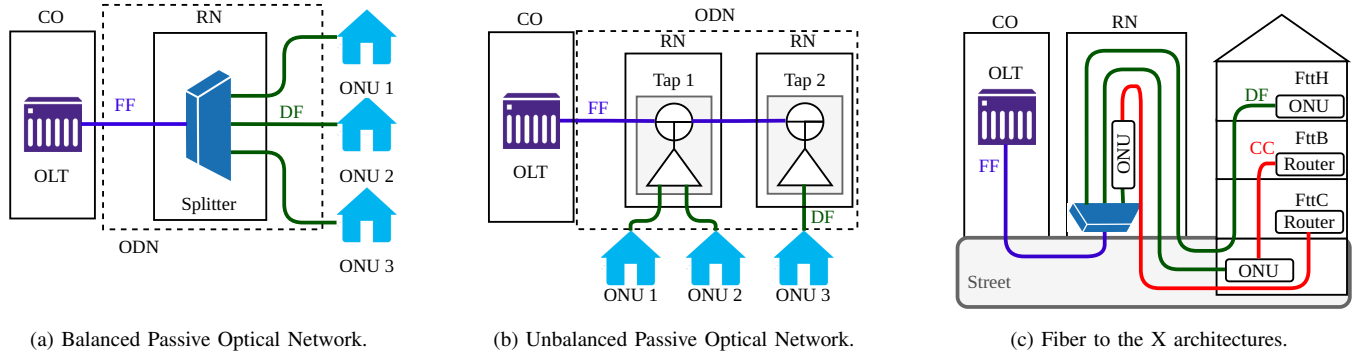 CO
RN
ONU 1
FF
DF
OLT
ONU 2
Splitter
ODN
ONU 3
(a) Balanced Passive Optical Network.
ODN
CO
RN
RN
Tap 1
Tap 2
FF
OLT
DF
ONU 1
ONU 2
ONU 3
(b) Unbalanced Passive Optical Network.
CO
RN
OLT
FttH
DF
ONU
FttB
ONU
CC
Router
FF
FttC
Router
ONU
Street
(c) Fiber to the X architectures.